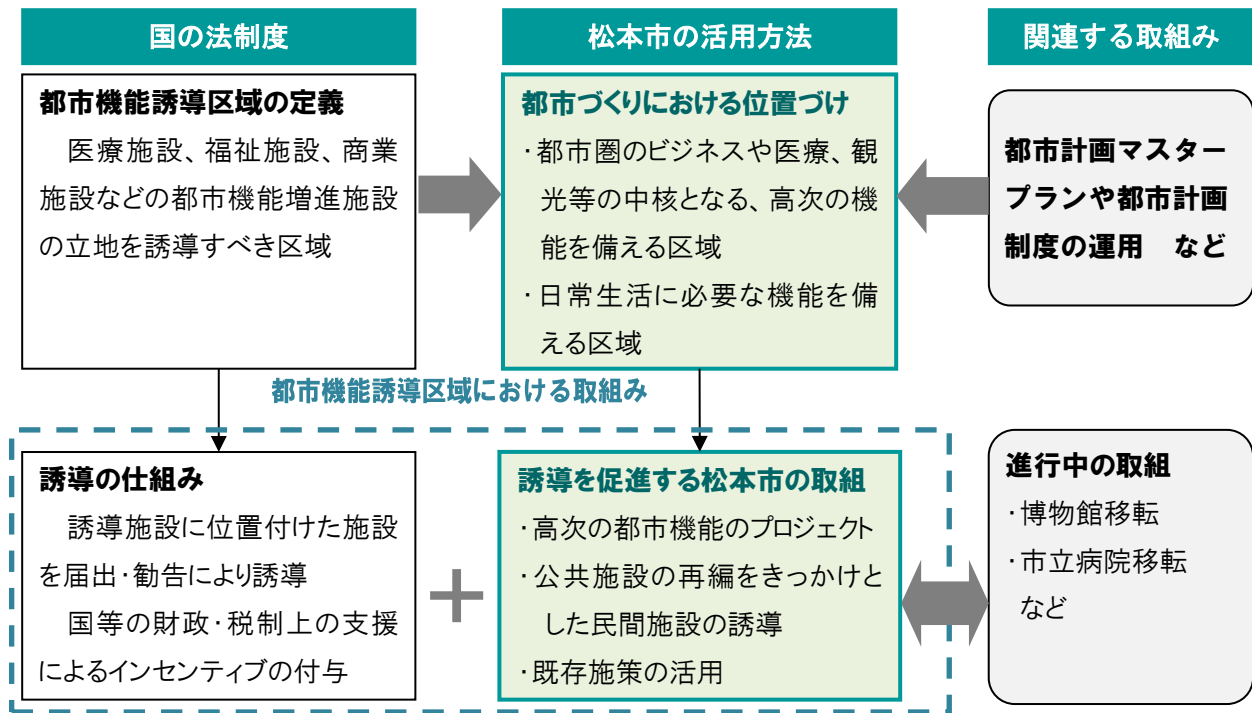 国の法制度
松本市の活用方法
関連する取組み
都市機能誘導区域の定義
医療施設、福祉施設、商業
施設などの都市機能増進施設
の立地を誘導すべき区域
都市づくりにおける位置づけ
・都市圏のビジネスや医療、観
光等の中核となる、高次の機
能を備える区域
・日常生活に必要な機能を備
える区域
都市計画マスター
プランや都市計画
制度の運用　など
都市機能誘導区域における取組み
誘導の仕組み
誘導施設に位置付けた施設
を届出・勧告により誘導
国等の財政・税制上の支援
によるインセンティブの付与
＋
誘導を促進する松本市の取組
・高次の都市機能のプロジェクト
・公共施設の再編をきっかけと
した民間施設の誘導
・既存施策の活用
進行中の取組
・博物館移転
・市立病院移転
など